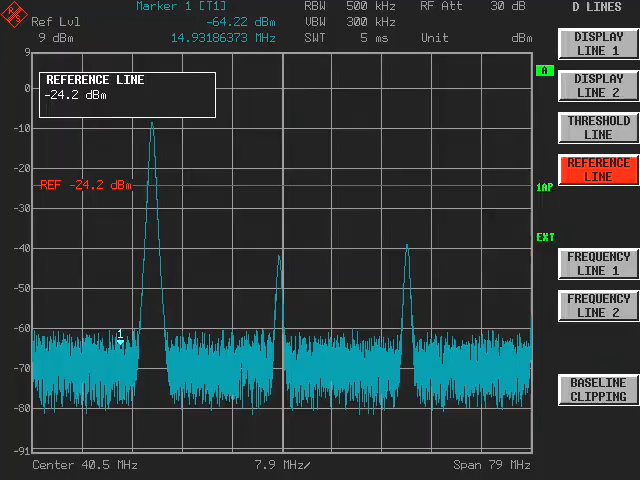 Marker 1 [T1]
RBW 500 kHz
RF Att 30 dB
D LINES
Ref Lvl
-64.22 dBm
VBW 300 kHz
9 dBm
14.93186373 MHz
SWT 5 ms
Unit dBm
DISPLAY
LINE 1
DISPLAY
LINE 2
THRESHOLD
LINE
REFERENCE
LINE
FREQUENCY
LINE 1
FREQUENCY
LINE 2
BASELINE
CLIPPING
9
0
-10
-20
-30
-40
-50
-60
-70
-80
-91
REFERENCE LINE
-24.2 dBm
REF -24.2 dBm
1
A
1AP
EXT
Center 40.5 MHz
7.9 MHz/
Span 79 MHz